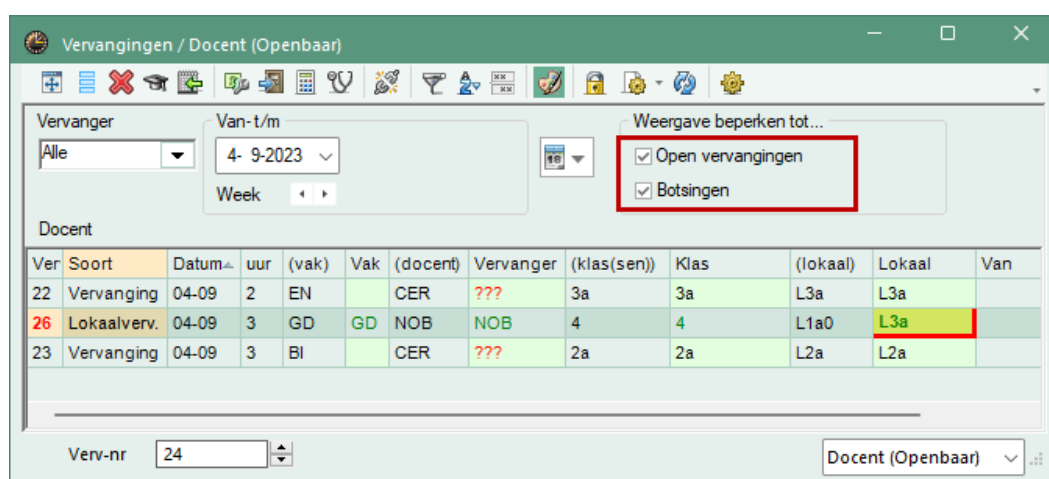 Vervangingen / Docent (Openbaar)
Vervanger Van- t/m Weergave beperken tot...
Alle 4- 9-2023 18 Open vervangingen
Week Botsingen
Docent
Ver Soort Datum uur (vak) Vak (docent) Vervanger (klas(sen)) Klas (lokaal) Lokaal Van
22 Vervanging 04-09 2 EN CER ??? 3a 3a L3a L3a
26 Lokaalverv. 04-09 3 GD GD NOB NOB 4 4 L1a0 L3a
23 Vervanging 04-09 3 BI CER ??? 2a 2a L2a L2a
Verv-nr 24 Docent (Openbaar)